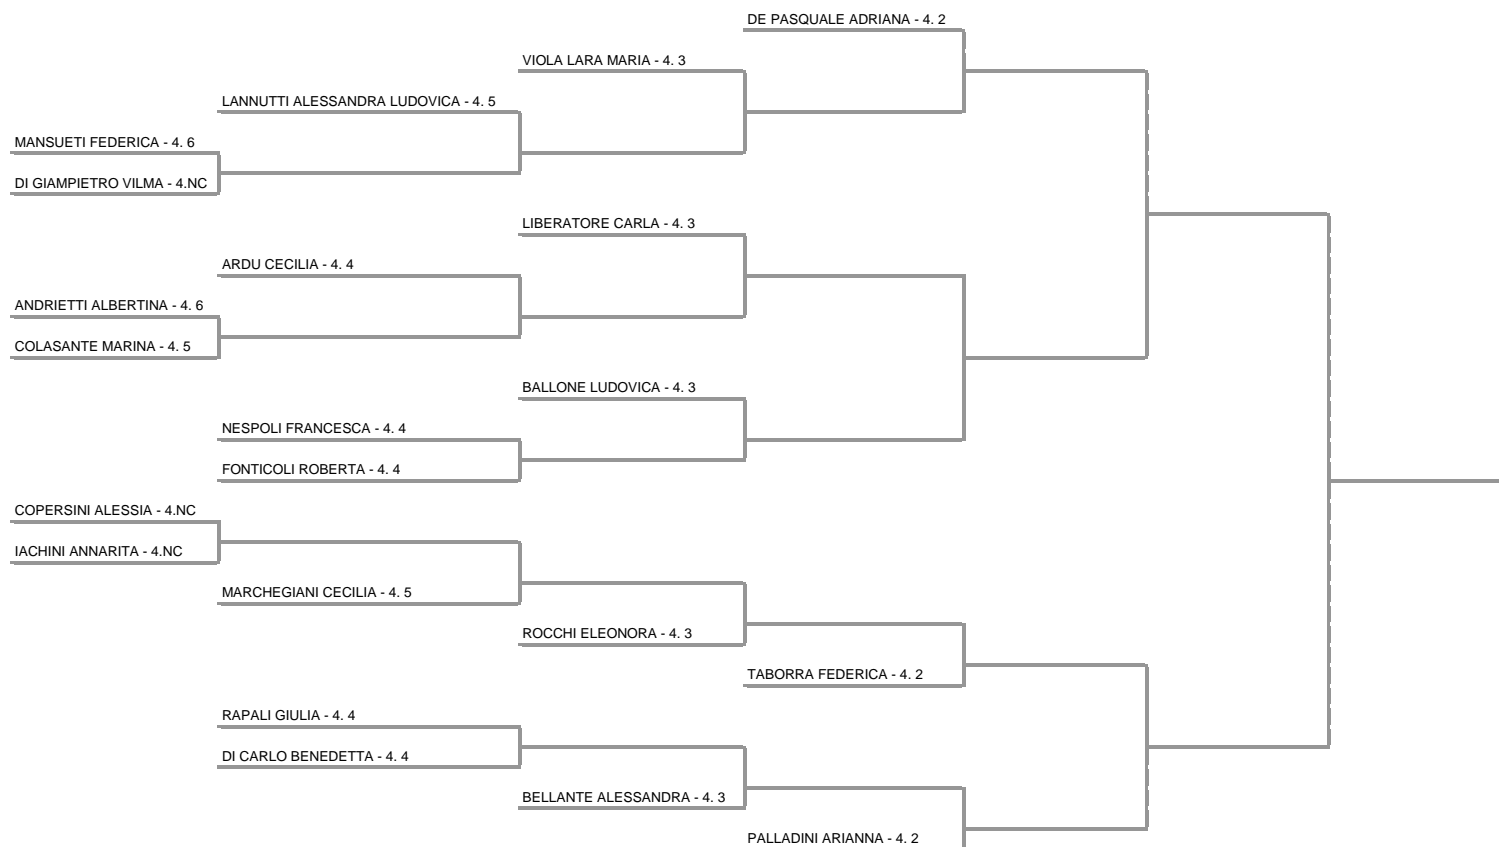 DE PASQUALE ADRIANA - 4. 2
VIOLA LARA MARIA - 4. 3
LANNUTTI ALESSANDRA LUDOVICA - 4. 5
MANSUETI FEDERICA - 4. 6
DI GIAMPIETRO VILMA - 4.NC
LIBERATORE CARLA - 4. 3
ARDU CECILIA - 4. 4
ANDRIETTI ALBERTINA - 4. 6
COLASANTE MARINA - 4. 5
BALLONE LUDOVICA - 4. 3
NESPOLI FRANCESCA - 4. 4
FONTICOLI ROBERTA - 4. 4
COPERSINI ALESSIA - 4.NC
IACHINI ANNARITA - 4.NC
MARCHEGIANI CECILIA - 4. 5
ROCCHI ELEONORA - 4. 3
TABORRA FEDERICA - 4. 2
RAPALI GIULIA - 4. 4
DI CARLO BENEDETTA - 4. 4
BELLANTE ALESSANDRA - 4. 3
PALLADINI ARIANNA - 4. 2